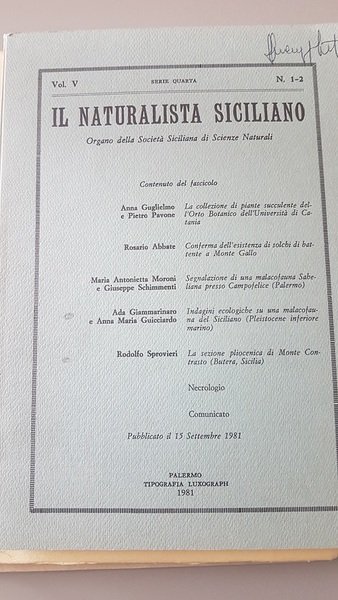 Vol. V SERIE QUARTA N. 1-2
IL NATURALISTA SICILIANO
Organo della Società Siciliana di Scienze Naturali
Contenuto del fascicolo
Anna Guglielmo La collezione di piante succulente del-
e Pietro Pavone l'Orto Botanico dell'Università di Ca-
tania
Rosario Abbate Conferma dell'esistenza di solchi di bat-
tente a Monte Gallo
Maria Antonietta Moroni Segnalazione di una malacofauna Sabe-
e Giuseppe Schimmenti liana presso Campofelice (Palermo)
Ada Giammarinaro Indagini ecologiche su una malacofau-
e Anna Maria Guicciardo na del Siciliano (Pleistocene inferiore
marino)
Rodolfo Sprovieri La sezione pliocenica di Monte Con-
trasto (Butera, Sicilia)
Necrologio
Comunicato
Pubblicato il 15 Settembre 1981
PALERMO
TIPOGRAFIA LUXOGRAPH
1981